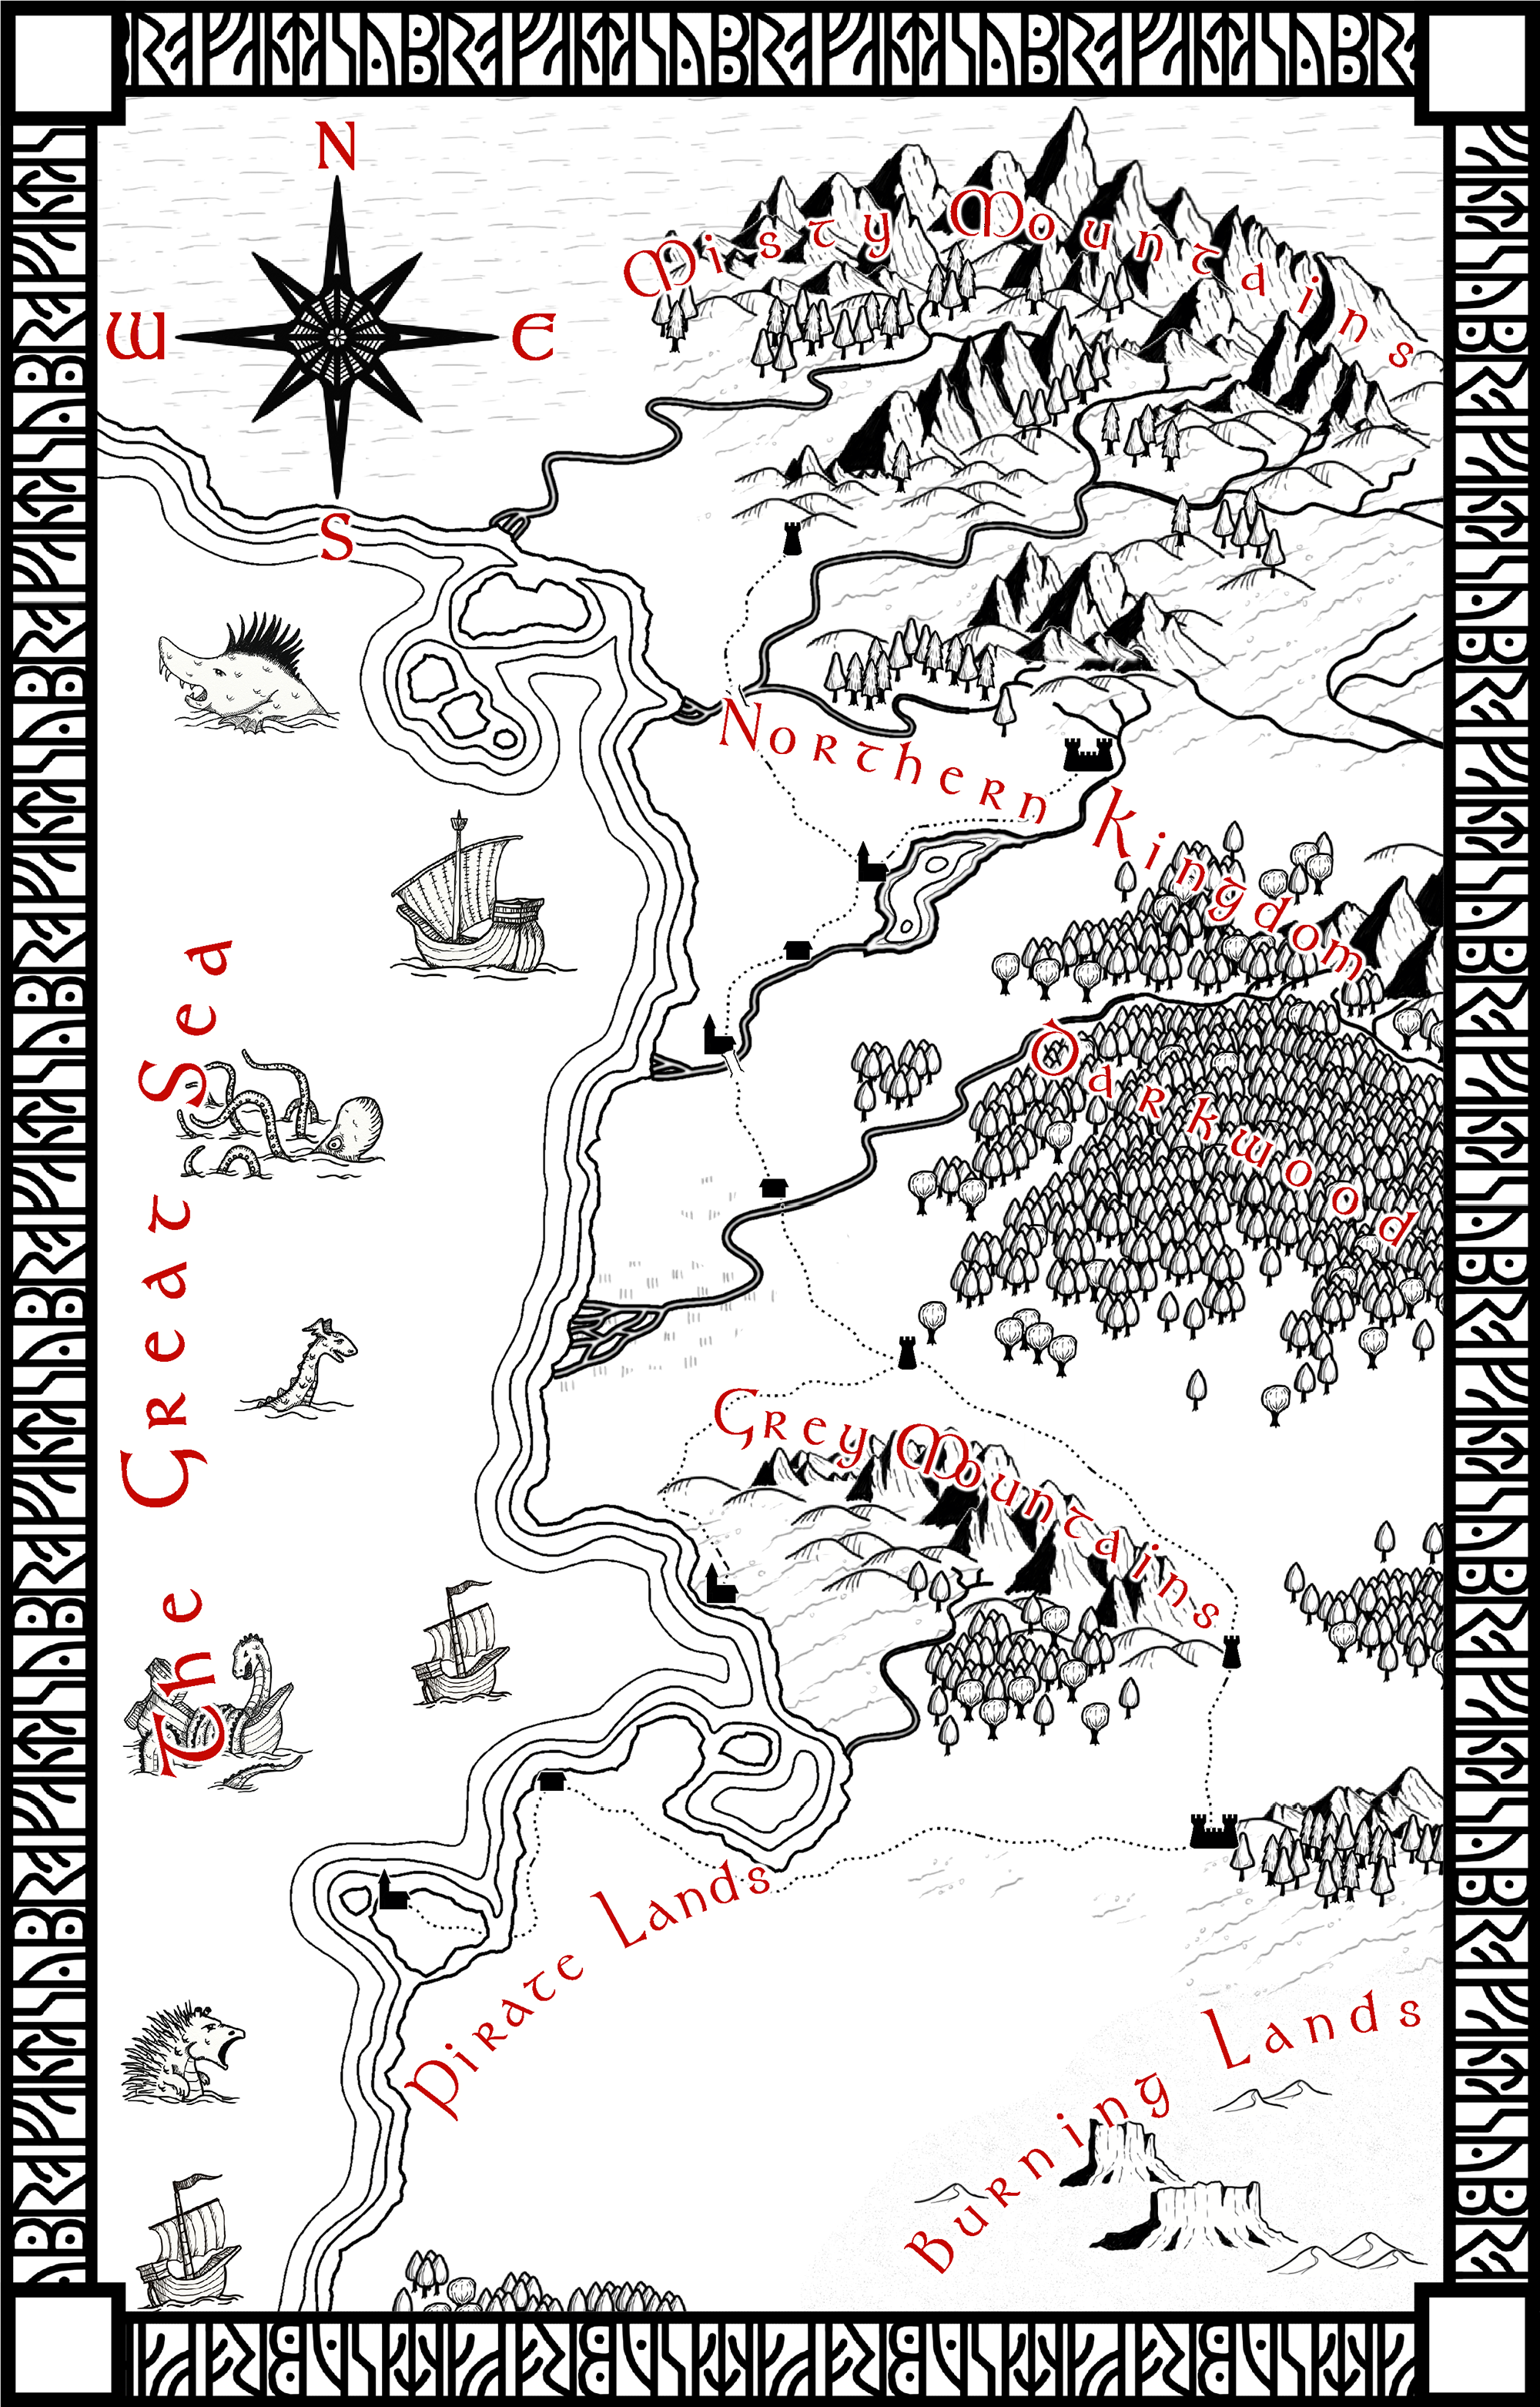 N
W
E
S
Misty Mountains
Northern Kingdom
Darkwood
The Great Sea
Grey Mountains
Pirate Lands
Burning Lands